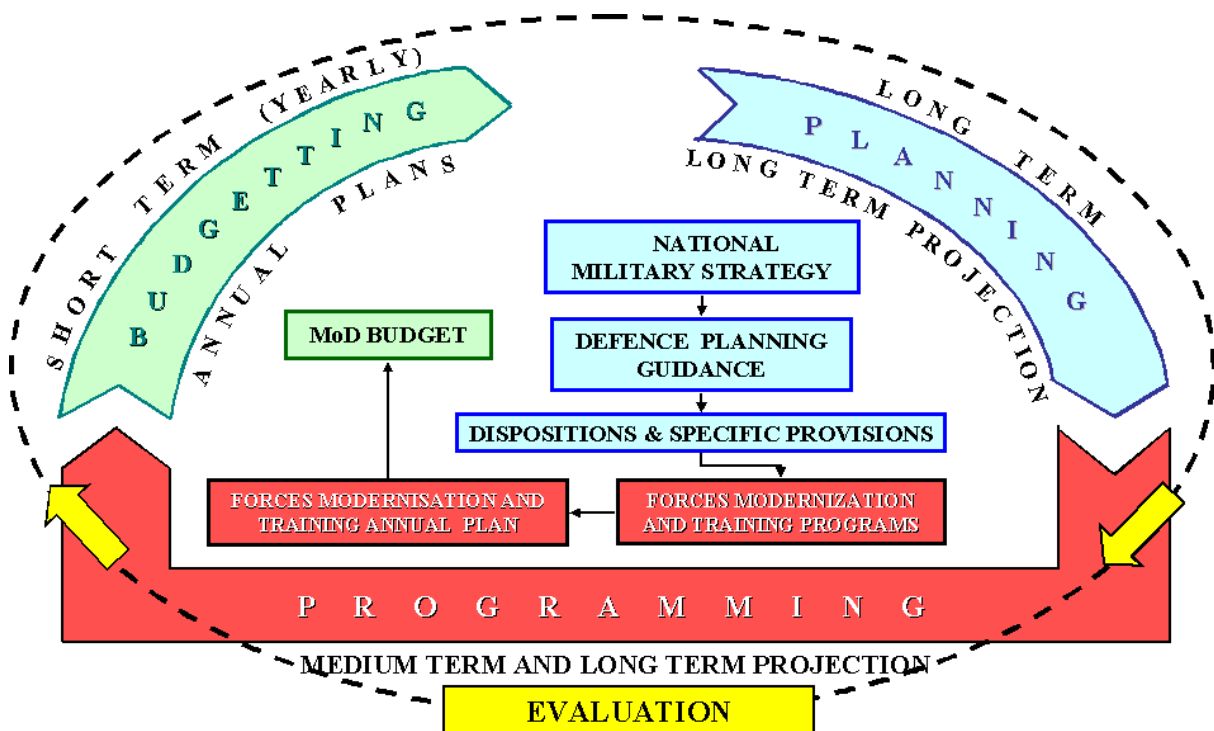 SHORT TERM (YEARLY)
BUDGETTING
ANNUAL PLANS
LONG TERM
PLANNING
LONG TERM PROJECTION
NATIONAL
MILITARY STRATEGY
DEFENCE PLANNING
GUIDANCE
MoD BUDGET
DISPOSITIONS & SPECIFIC PROVISIONS
FORCES MODERNISATION AND
TRAINING ANNUAL PLAN
FORCES MODERNIZATION
AND TRAINING PROGRAMS
PROGRAMMING
MEDIUM TERM AND LONG TERM PROJECTION
EVALUATION